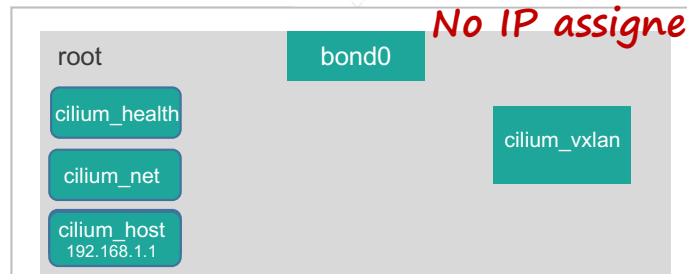 No IP assigne
root
bond0
cilium_health
cilium_vxlan
cilium_net
cilium_host
192.168.1.1